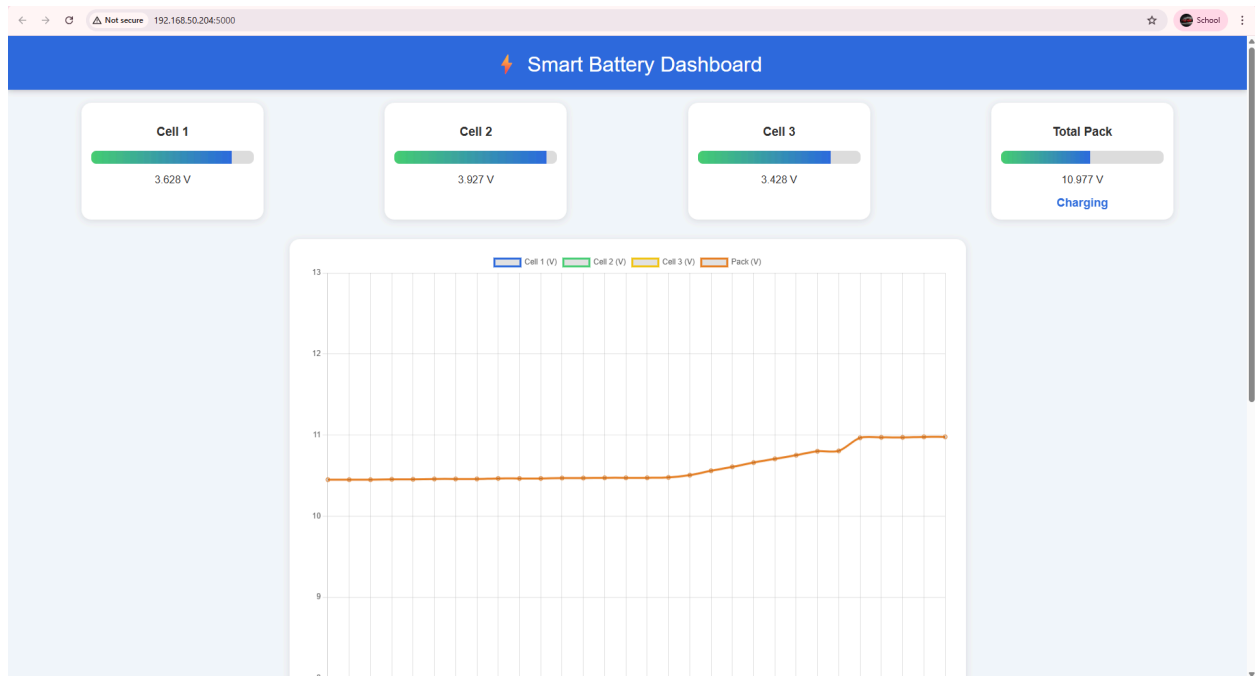 Not secure 192.168.50.204:5000 School
Smart Battery Dashboard
Cell 1
3.628 V
Cell 2
3.927 V
Cell 3
3.428 V
Total Pack
10.977 V
Charging
Cell 1 (V) Cell 2 (V) Cell 3 (V) Pack (V)
13
12
11
10
9